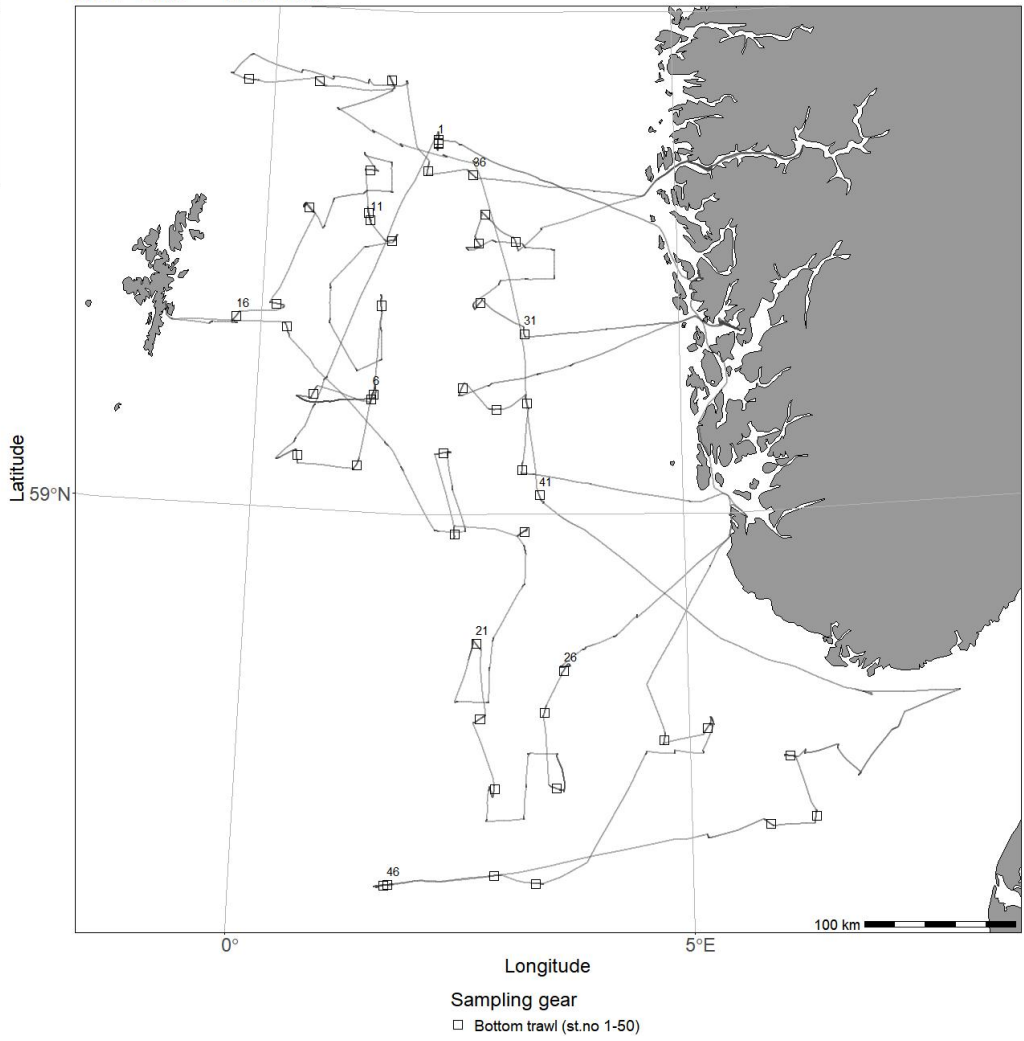 1
36
11
16
31
6
41
21
26
46
59°N
Latitude
100 km
0°
5°E
Longitude
Sampling gear
Bottom trawl (st.no 1-50)